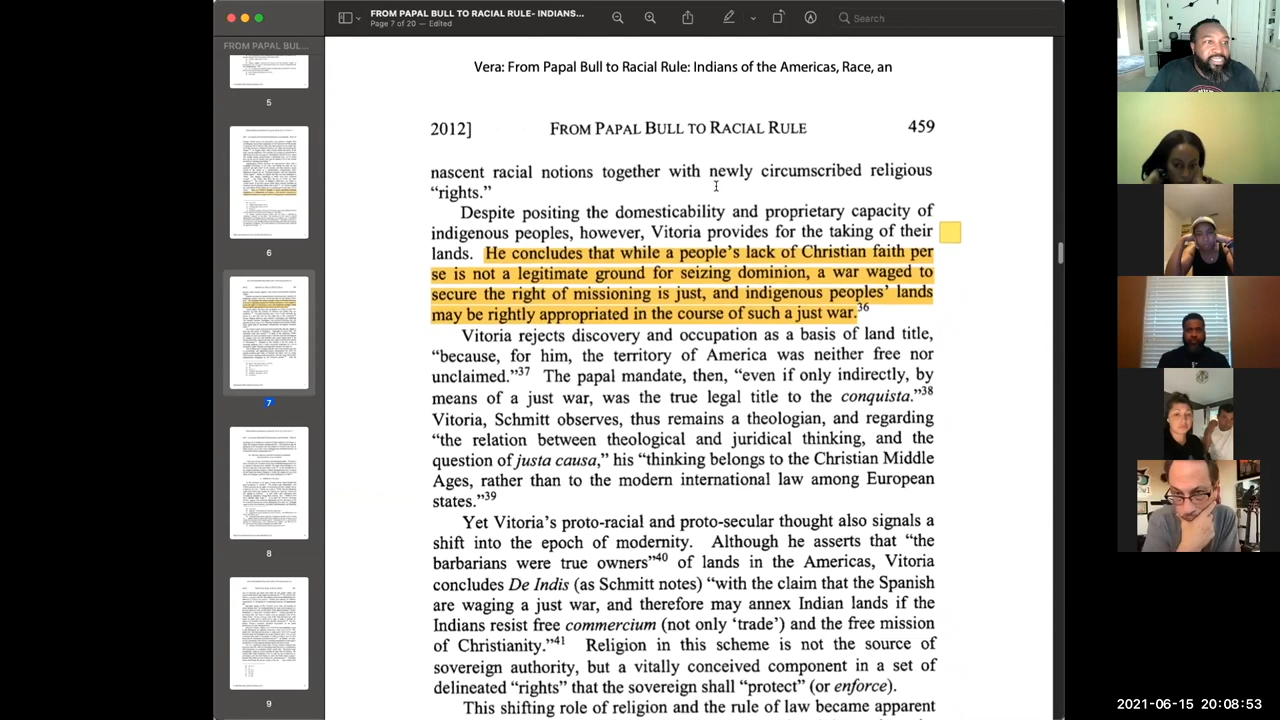 FROM PAPAL BULL TO RACIAL RULE- INDIANS...
Page 7 of 20 — Edited
Search
FROM PAPAL BUL...
5
6
7
8
9
Vera: From Papal Bull to Racial Rule: Indians of the Americas, Race, an
2012]
FROM PAPAL BULL TO RACIAL RULE
459
nascent racial notions together with newly circumscribed religious
“rights.”
Despite positing the domestic unity and proprietary capacity of
indigenous peoples, however, Vitoria provides for the taking of their
lands. He concludes that while a people’s lack of Christian faith per
se is not a legitimate ground for seizing dominion, a war waged to
secure the right of missioning is just and indigenous peoples’ lands
may be rightly appropriated in the course of such a just war.36
Vitoria rejects discovery and occupation as a basis of land title,
“because, for him, the territory of America was neither free nor
unclaimed.”37 The papal mandate then, “even if only indirectly, by
means of a just war, was the true legal title to the conquista.”38
Vitoria, Schmitt observes, thus remains a theologian, and regarding
“the relation between theological and juridical thinking, and the
question of justa causa,” his “thinking belongs to the Christian Middle
Ages, rather than to the modern international law among European
states.”39
Yet Vitoria’s proto-racial and proto-secular thought also signals a
shift into the epoch of modernity. Although he asserts that “the
barbarians were true owners”40 of lands in the Americas, Vitoria
concludes De Indis (as Schmitt notes) with the claim that the Spanish
are waging a just war, and therefore may annex Indian lands if the
Indians resist free commercium (not only ‘trade’) and the free mission
of Christianity. Religion in this scheme is not the source of
sovereign authority, but a vitally conceived component in a set of
delineated “rights” that the sovereign shall “protect” (or enforce).
This shifting role of religion and the rule of law became apparent
2021-06-15 20:08:53